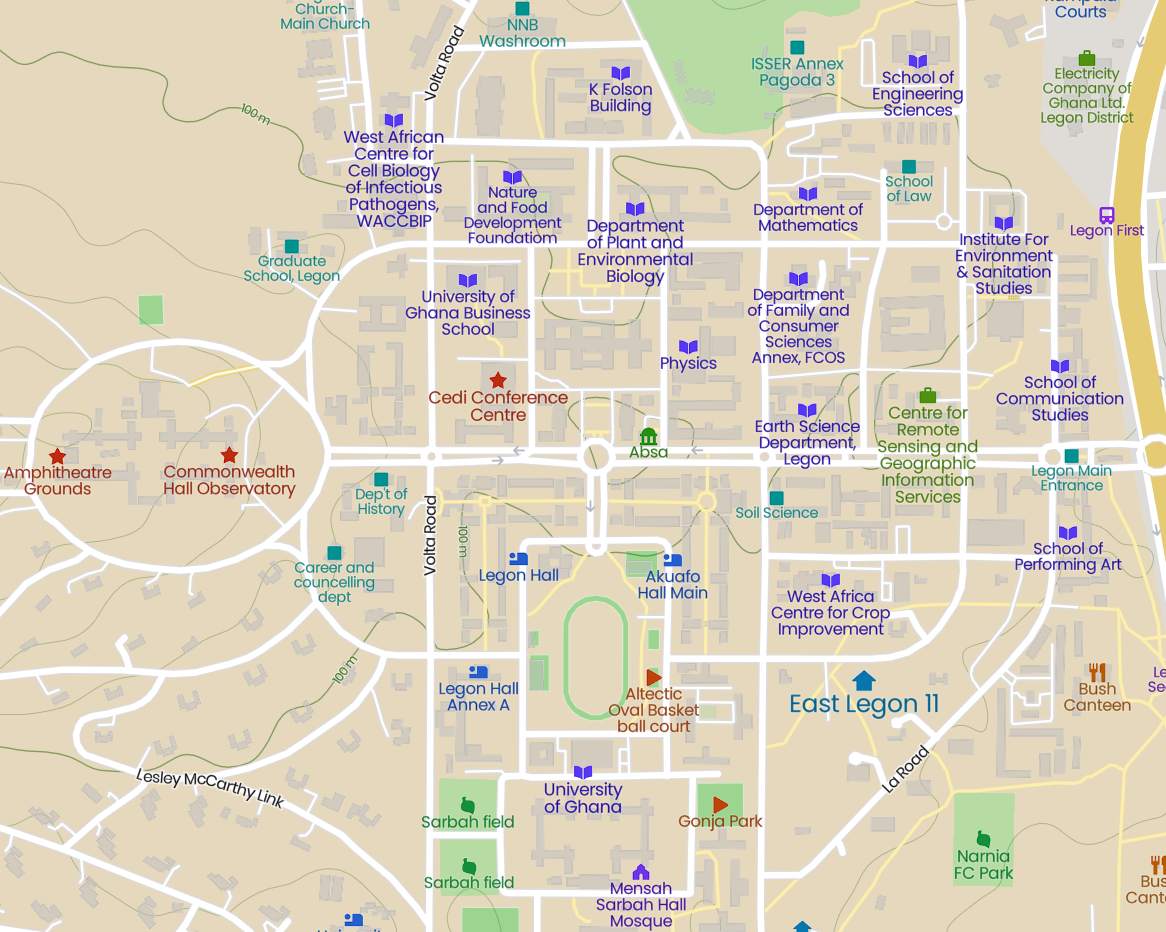 Church-
Main Church
NNB
Washroom
Volta Road
Courts
ISSER Annex
Pagoda 3
K Folson
Building
School of
Engineering
Sciences
Electricity
Company of
Ghana Ltd.
Legon District
100 m
West African
Centre for
Cell Biology
of Infectious
Pathogens,
WACCBIP
Nature
and Food
Development
Foundatiom
Department
of Plant and
Environmental
Biology
School
of Law
Department of
Mathematics
Legon First
Institute For
Environment
& Sanitation
Studies
Graduate
School, Legon
University of
Ghana Business
School
Department
of Family and
Consumer
Sciences
Annex, FCOS
Physics
Cedi Conference
Centre
School of
Communication
Studies
Centre for
Remote
Sensing and
Geographic
Information
Services
Earth Science
Department,
Legon
Absa
Amphitheatre
Grounds
Commonwealth
Hall Observatory
Legon Main
Entrance
Dep't of
History
Soil Science
Volta Road
100 m
School of
Performing Art
Career and
councelling
dept
Legon Hall
Akuafo
Hall Main
West Africa
Centre for Crop
Improvement
100 m
Legon Hall
Annex A
Altectic
Oval Basket
ball court
East Legon 11
Bush
Canteen
Le
Se
La Road
Lesley McCarthy Link
University
of Ghana
Sarbah field
Gonja Park
Narnia
FC Park
Sarbah field
Mensah
Sarbah Hall
Mosque
Bus
Cante